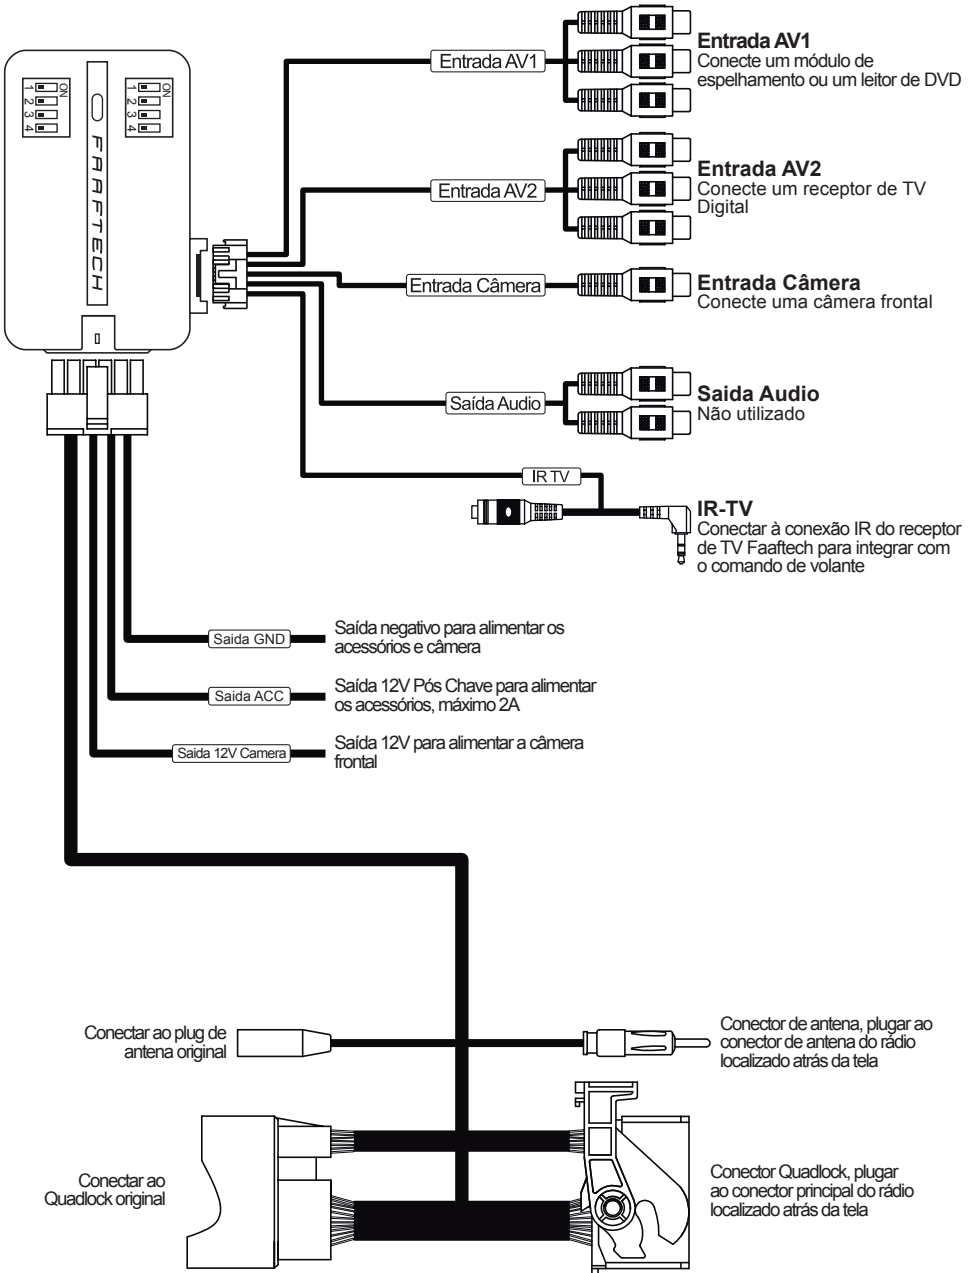 ON
1
2
3
4
ON
1
2
3
4
FAAFTECH
Entrada AV1
Entrada AV1
Conecte um módulo de
espelhamento ou um leitor de DVD
Entrada AV2
Entrada AV2
Conecte um receptor de TV
Digital
Entrada Câmera
Entrada Câmera
Conecte uma câmera frontal
Saída Audio
Saida Audio
Não utilizado
IR TV
IR-TV
Conectar à conexão IR do receptor
de TV Faaftech para integrar com
o comando de volante
Saida GND
Saída negativo para alimentar os
acessórios e câmera
Saida ACC
Saída 12V Pós Chave para alimentar
os acessórios, máximo 2A
Saida 12V Camera
Saída 12V para alimentar a câmera
frontal
Conectar ao plug de
antena original
Conector de antena, plugar ao
conector de antena do rádio
localizado atrás da tela
Conectar ao
Quadlock original
Conector Quadlock, plugar
ao conector principal do rádio
localizado atrás da tela